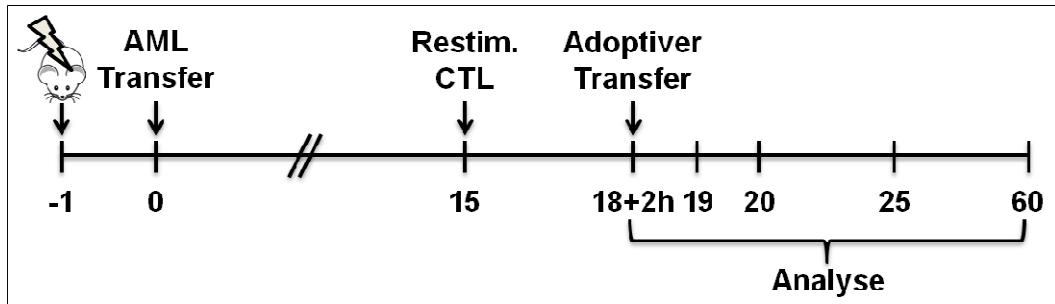 AML
Transfer
Restim.
CTL
Adoptiver
Transfer
-1 0 15 18+2h 19 20 25 60
Analyse